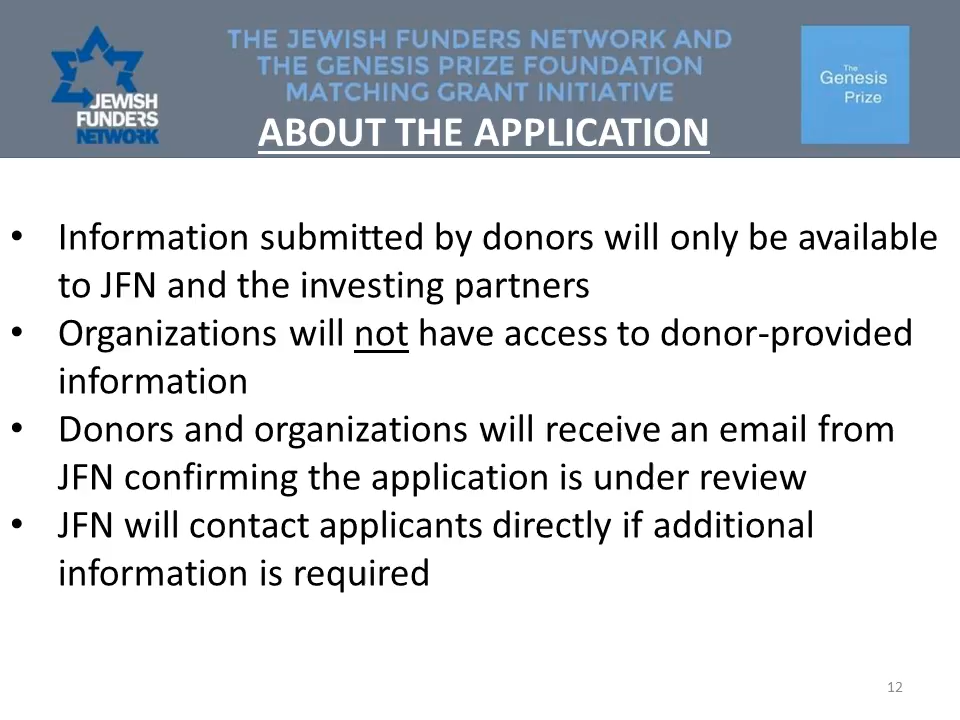 THE JEWISH FUNDERS NETWORK AND
THE GENESIS PRIZE FOUNDATION
MATCHING GRANT INITIATIVE
ABOUT THE APPLICATION
JEWISH
FUNDERS
NETWORK
The
Genesis
Prize
• Information submitted by donors will only be available
to JFN and the investing partners
• Organizations will not have access to donor-provided
information
• Donors and organizations will receive an email from
JFN confirming the application is under review
• JFN will contact applicants directly if additional
information is required
12